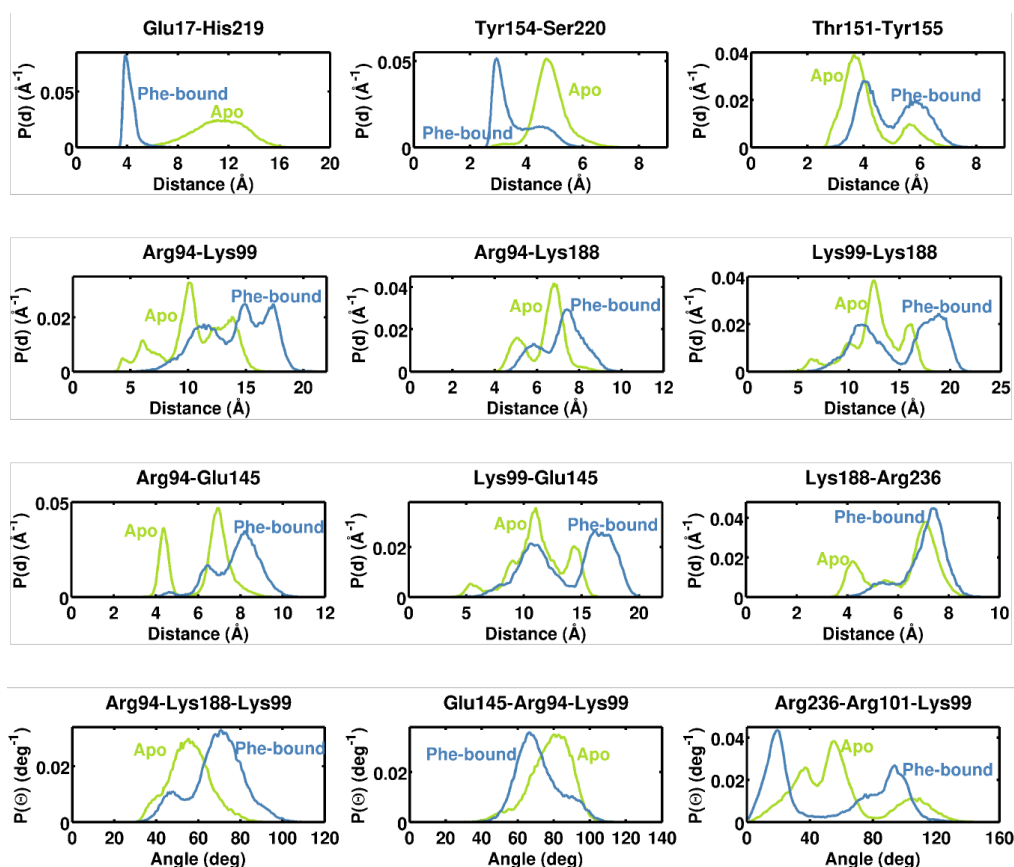 Glu17-His219
Tyr154-Ser220
Thr151-Tyr155
P(d) (Å⁻¹)
0.05
0
Phe-bound
Apo
0 4 8 12 16 20
Distance (Å)
P(d) (Å⁻¹)
0.05
0
Phe-bound
Apo
0 2 4 6 8
Distance (Å)
P(d) (Å⁻¹)
0.04
0.02
0
Apo
Phe-bound
0 2 4 6 8
Distance (Å)
Arg94-Lys99
Arg94-Lys188
Lys99-Lys188
P(d) (Å⁻¹)
0.02
0
Apo
Phe-bound
0 5 10 15 20
Distance (Å)
P(d) (Å⁻¹)
0.04
0.02
0
Apo
Phe-bound
0 2 4 6 8 10 12
Distance (Å)
P(d) (Å⁻¹)
0.04
0.02
0
Apo
Phe-bound
0 5 10 15 20 25
Distance (Å)
Arg94-Glu145
Lys99-Glu145
Lys188-Arg236
P(d) (Å⁻¹)
0.05
0
Apo
Phe-bound
0 2 4 6 8 10 12
Distance (Å)
P(d) (Å⁻¹)
0.02
0
Apo
Phe-bound
0 5 10 15 20
Distance (Å)
P(d) (Å⁻¹)
0.04
0.02
0
Phe-bound
Apo
0 2 4 6 8 10
Distance (Å)
Arg94-Lys188-Lys99
Glu145-Arg94-Lys99
Arg236-Arg101-Lys99
P(Θ) (deg⁻¹)
0.02
0
Apo
Phe-bound
0 20 40 60 80 100 120
Angle (deg)
P(Θ) (deg⁻¹)
0.02
0
Phe-bound
Apo
0 20 40 60 80 110 140
Angle (deg)
P(Θ) (deg⁻¹)
0.04
0.02
0
Apo
Phe-bound
0 40 80 120 160
Angle (deg)